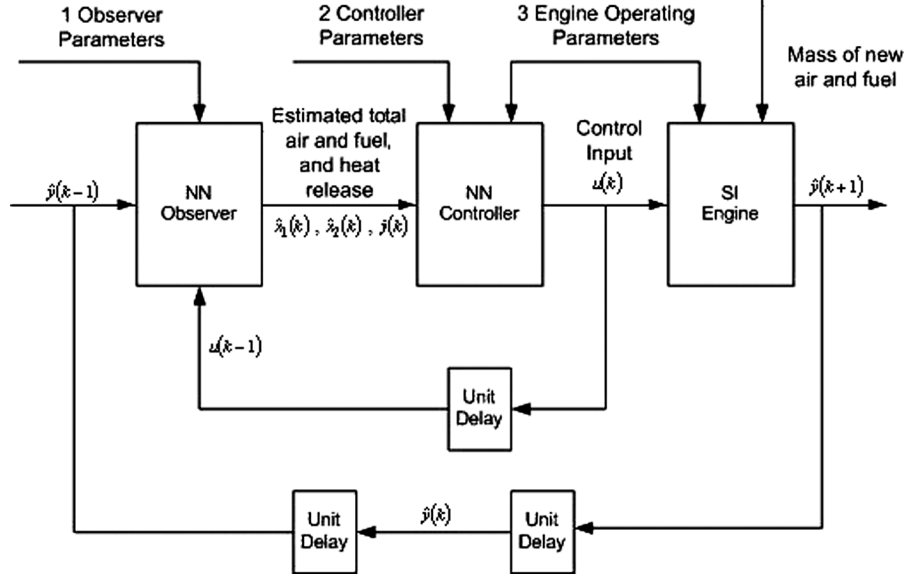 1 Observer
Parameters
2 Controller
Parameters
3 Engine Operating
Parameters
Mass of new
air and fuel
Estimated total
air and fuel,
and heat
release
Control
Input
u(k)
ŷ(k−1)
NN
Observer
x̂₁(k) , x̂₂(k) , ŷ(k)
NN
Controller
SI
Engine
ŷ(k+1)
u(k−1)
Unit
Delay
Unit
Delay
ŷ(k)
Unit
Delay